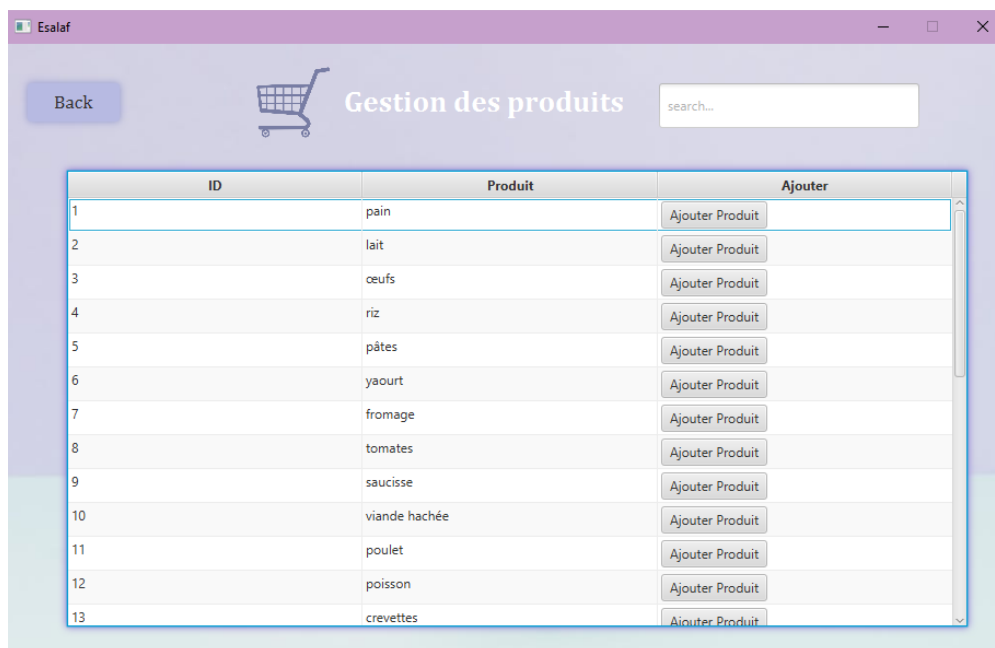 Esalaf
Back
Gestion des produits
search...
ID Produit Ajouter
1 pain Ajouter Produit
2 lait Ajouter Produit
3 œufs Ajouter Produit
4 riz Ajouter Produit
5 pâtes Ajouter Produit
6 yaourt Ajouter Produit
7 fromage Ajouter Produit
8 tomates Ajouter Produit
9 saucisse Ajouter Produit
10 viande hachée Ajouter Produit
11 poulet Ajouter Produit
12 poisson Ajouter Produit
13 crevettes Ajouter Produit